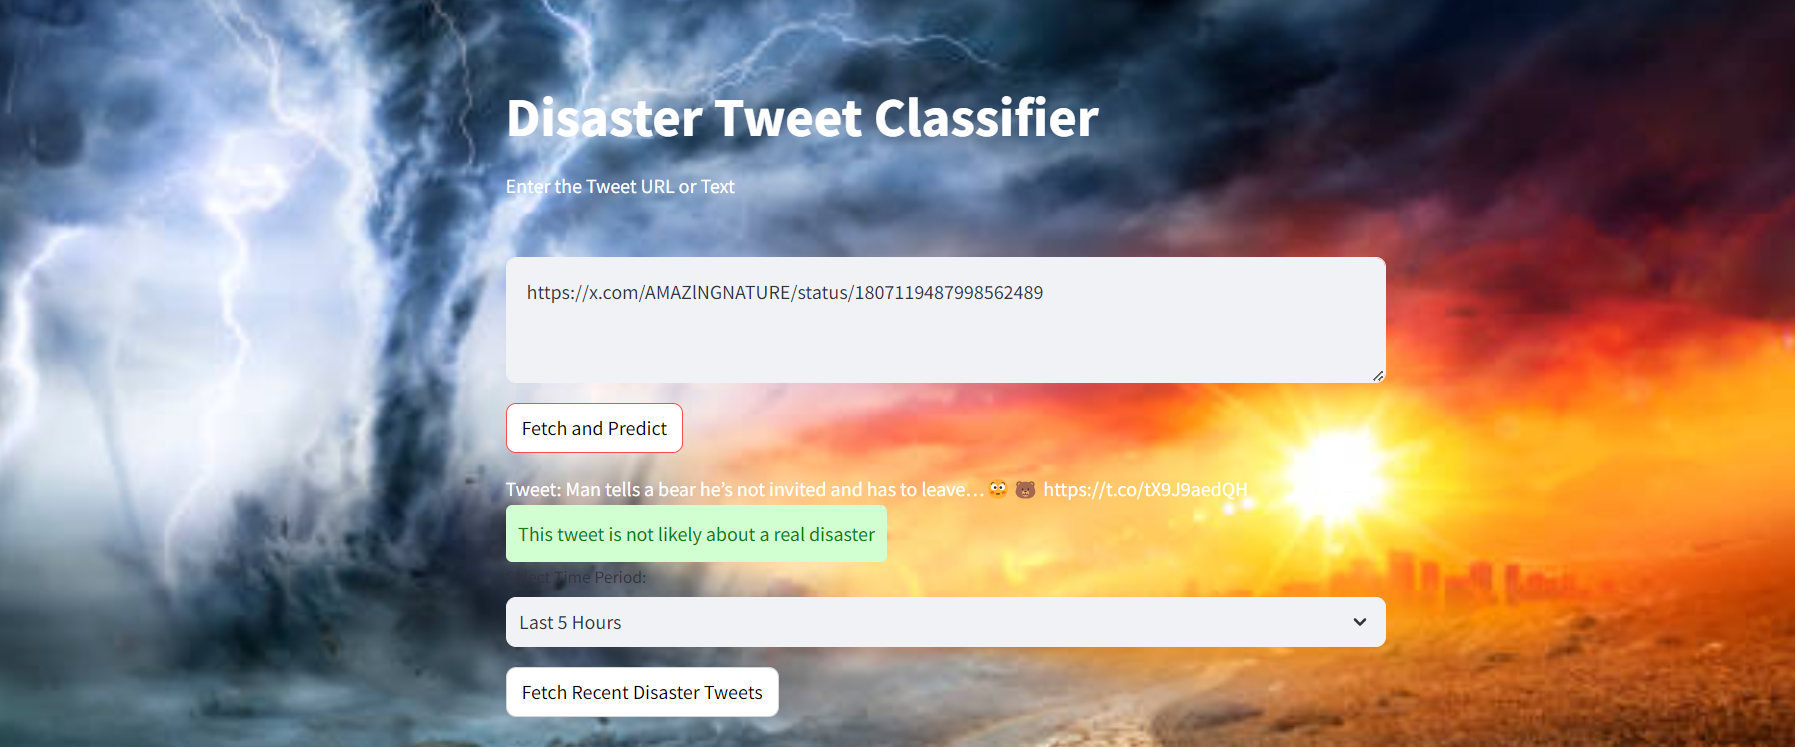 Disaster Tweet Classifier
Enter the Tweet URL or Text
https://x.com/AMAZlNGNATURE/status/1807119487998562489
Fetch and Predict
Tweet: Man tells a bear he’s not invited and has to leave…😳 🐻 https://t.co/tX9J9aedQH
This tweet is not likely about a real disaster
Time Period:
Last 5 Hours
Fetch Recent Disaster Tweets